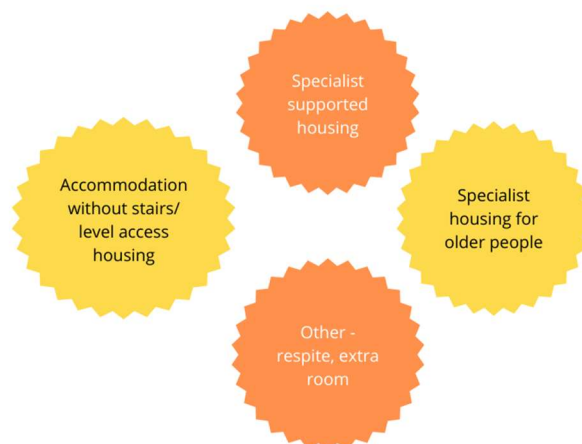 Specialist
supported
housing
Accommodation
without stairs/
level access
housing
Specialist
housing for
older people
Other -
respite, extra
room